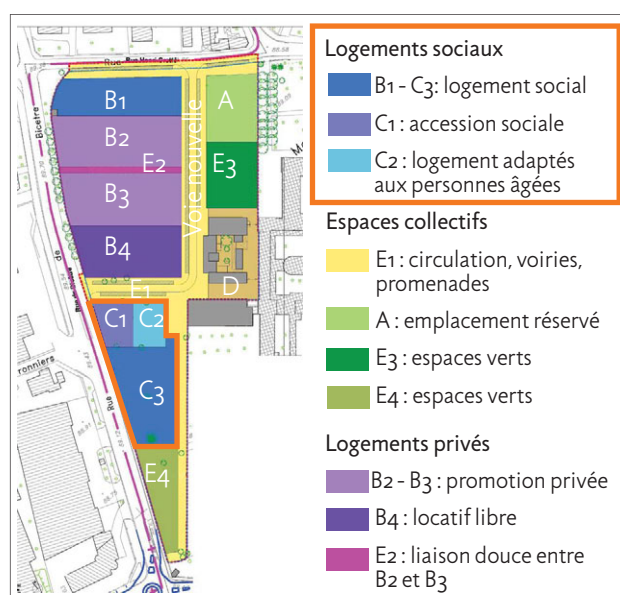 Logements sociaux
B1 - C3: logement social
C1 : accession sociale
C2 : logement adaptés
aux personnes âgées
Espaces collectifs
E1 : circulation, voiries,
promenades
A : emplacement réservé
E3 : espaces verts
E4 : espaces verts
Logements privés
B2 - B3 : promotion privée
B4 : locatif libre
E2 : liaison douce entre
B2 et B3
Rue
B1
A
Bicetre
B2
E2
Voie nouvelle
E3
B3
de
B4
D
E1
C1
C2
C3
Rue
E4